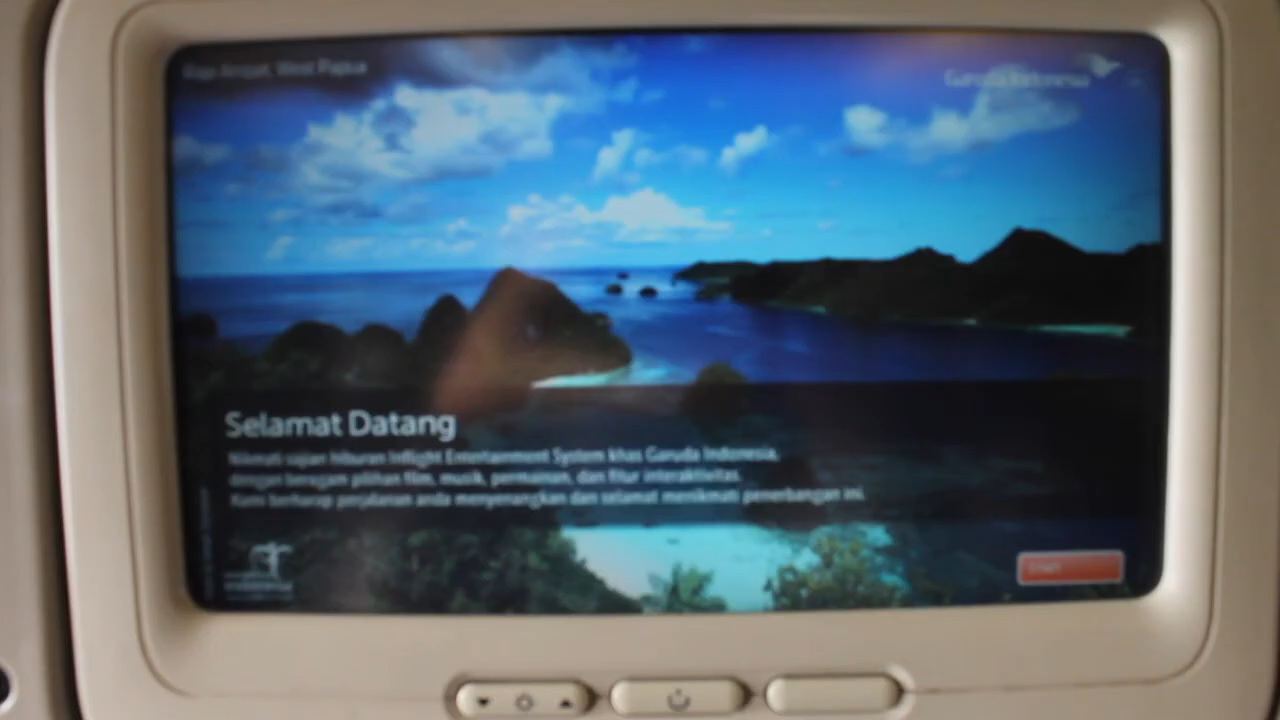 Raja Ampat, West Papua
Garuda Indonesia
Selamat Datang
Nikmati sajian hiburan Inflight Entertainment System khas Garuda Indonesia,
dengan beragam pilihan film, musik, permainan, dan fitur interaktivitas.
Kami berharap perjalanan anda menyenangkan dan selamat menikmati penerbangan ini.